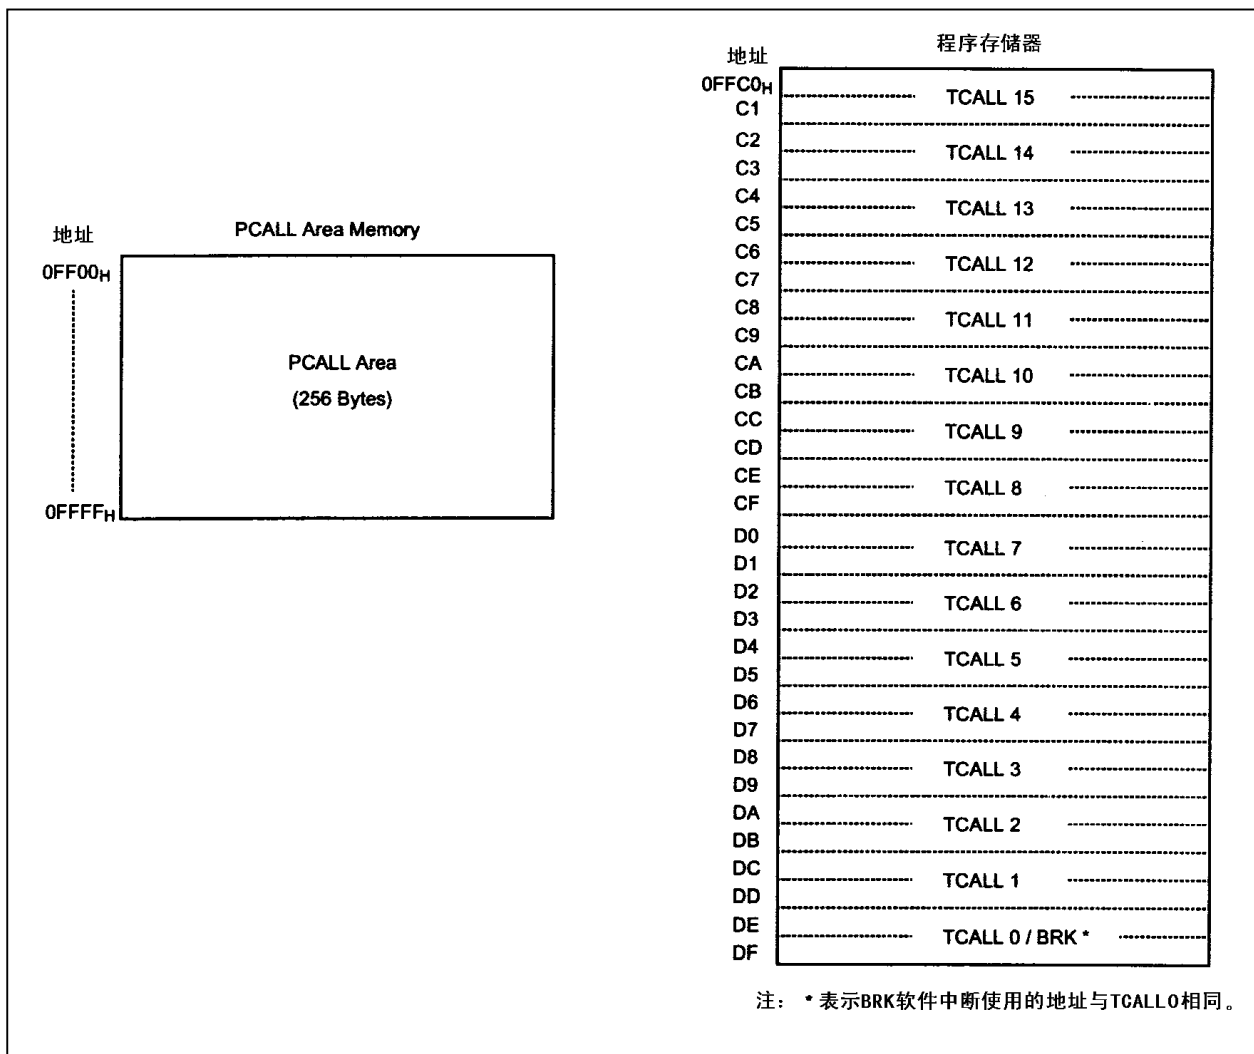 地址
PCALL Area Memory
0FF00H
PCALL Area
(256 Bytes)
0FFFFH
程序存储器
地址
0FFC0H
C1
TCALL 15
C2
C3
TCALL 14
C4
C5
TCALL 13
C6
C7
TCALL 12
C8
C9
TCALL 11
CA
CB
TCALL 10
CC
CD
TCALL 9
CE
CF
TCALL 8
D0
D1
TCALL 7
D2
D3
TCALL 6
D4
D5
TCALL 5
D6
D7
TCALL 4
D8
D9
TCALL 3
DA
DB
TCALL 2
DC
DD
TCALL 1
DE
DF
TCALL 0 / BRK *
注： * 表示BRK软件中断使用的地址与TCALL0相同。